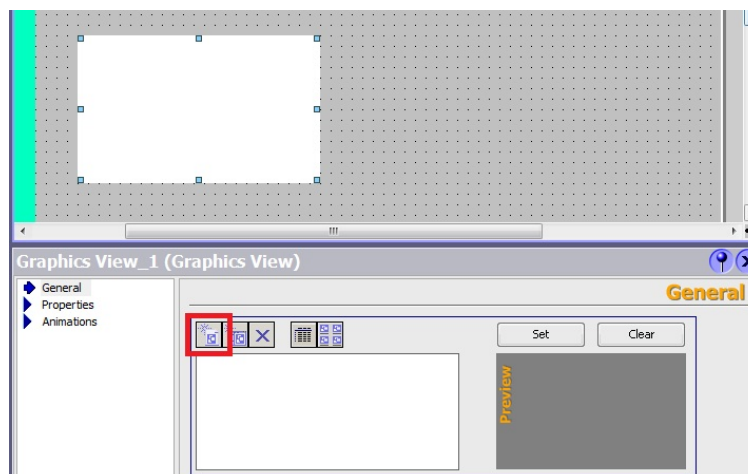 Graphics View_1 (Graphics View)
General
Properties
Animations
General
Set
Clear
Preview